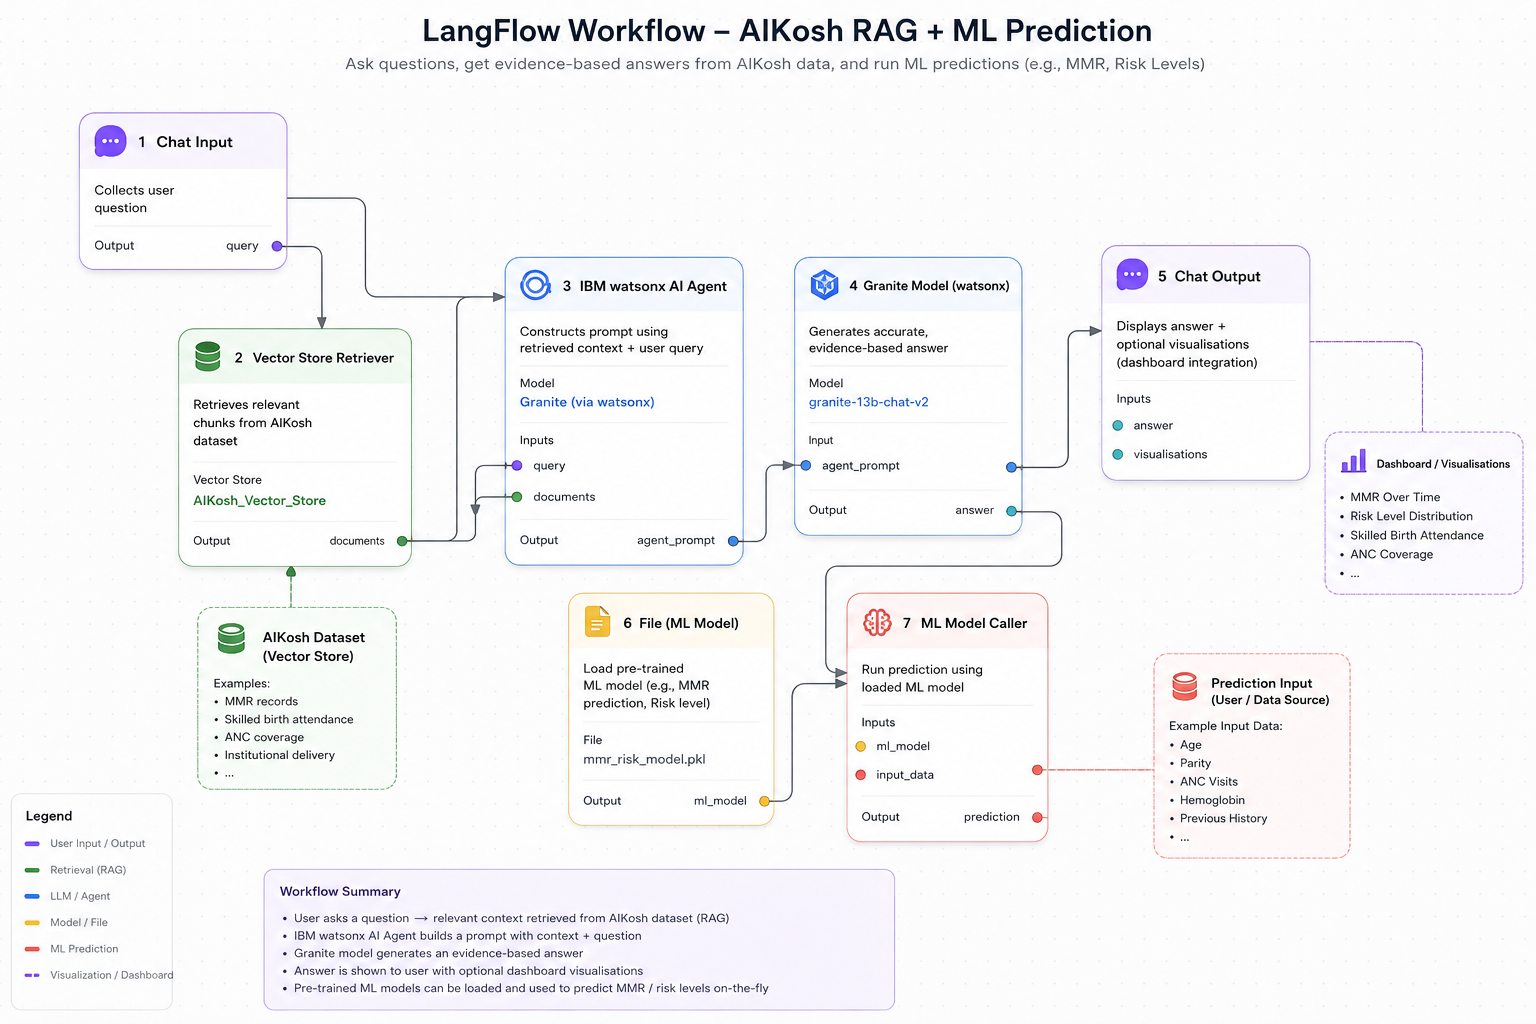 LangFlow Workflow – AIKosh RAG + ML Prediction
Ask questions, get evidence-based answers from AIKosh data, and run ML predictions (e.g., MMR, Risk Levels)
1 Chat Input
Collects user
question
Output query
2 Vector Store Retriever
Retrieves relevant
chunks from AIKosh
dataset
Vector Store
AIKosh_Vector_Store
Output documents
AIKosh Dataset
(Vector Store)
Examples:
• MMR records
• Skilled birth attendance
• ANC coverage
• Institutional delivery
• ...
3 IBM watsonx AI Agent
Constructs prompt using
retrieved context + user query
Model
Granite (via watsonx)
Inputs
query
documents
Output agent_prompt
4 Granite Model (watsonx)
Generates accurate,
evidence-based answer
Model
granite-13b-chat-v2
Input
agent_prompt
Output answer
5 Chat Output
Displays answer +
optional visualisations
(dashboard integration)
Inputs
answer
visualisations
Dashboard / Visualisations
• MMR Over Time
• Risk Level Distribution
• Skilled Birth Attendance
• ANC Coverage
• ...
6 File (ML Model)
Load pre-trained
ML model (e.g., MMR
prediction, Risk level)
File
mmr_risk_model.pkl
Output ml_model
7 ML Model Caller
Run prediction using
loaded ML model
Inputs
ml_model
input_data
Output prediction
Prediction Input
(User / Data Source)
Example Input Data:
• Age
• Parity
• ANC Visits
• Hemoglobin
• Previous History
• ...
Legend
User Input / Output
Retrieval (RAG)
LLM / Agent
Model / File
ML Prediction
Visualization / Dashboard
Workflow Summary
• User asks a question → relevant context retrieved from AIKosh dataset (RAG)
• IBM watsonx AI Agent builds a prompt with context + question
• Granite model generates an evidence-based answer
• Answer is shown to user with optional dashboard visualisations
• Pre-trained ML models can be loaded and used to predict MMR / risk levels on-the-fly